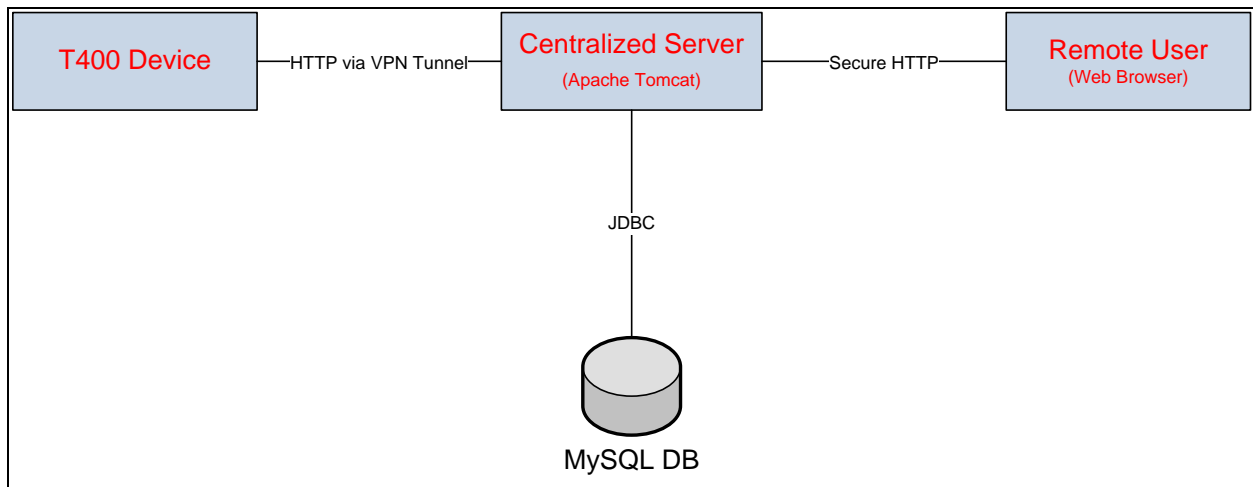 T400 Device
HTTP via VPN Tunnel
Centralized Server
(Apache Tomcat)
Secure HTTP
Remote User
(Web Browser)
JDBC
MySQL DB